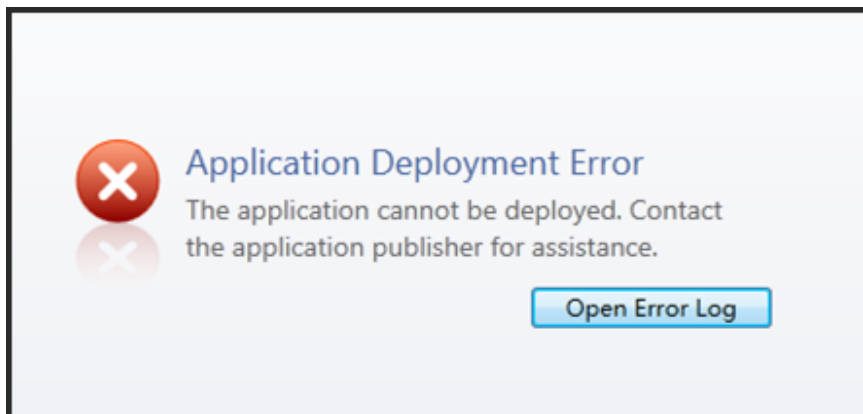 Application Deployment Error
The application cannot be deployed. Contact
the application publisher for assistance.
Open Error Log